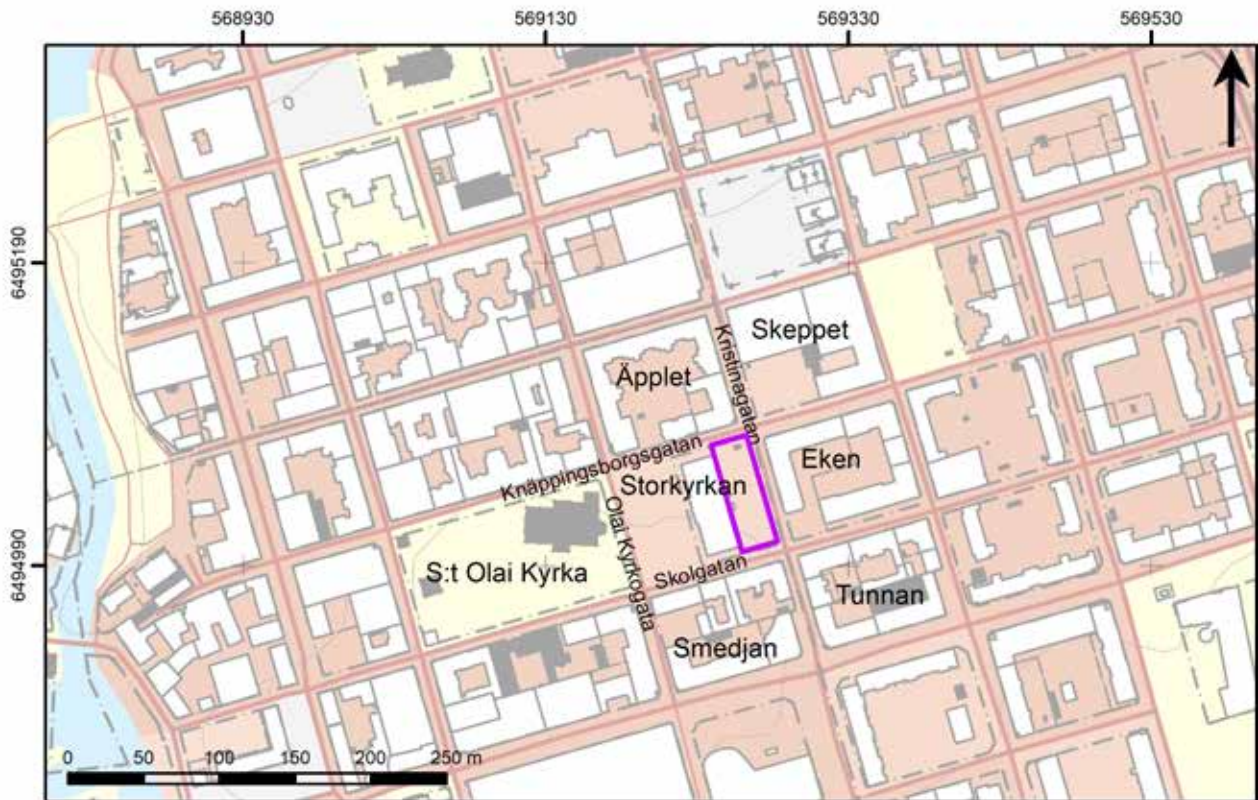 568930
569130
569330
569530
6495190
6494990
Skeppet
Kristinagatan
Äpplet
Knäppingsborgsgatan
Eken
Storkyrkan
Olai Kyrkogata
S:t Olai Kyrka
Skolgatan
Tunnan
Smedjan
0 50 100 150 200 250 m